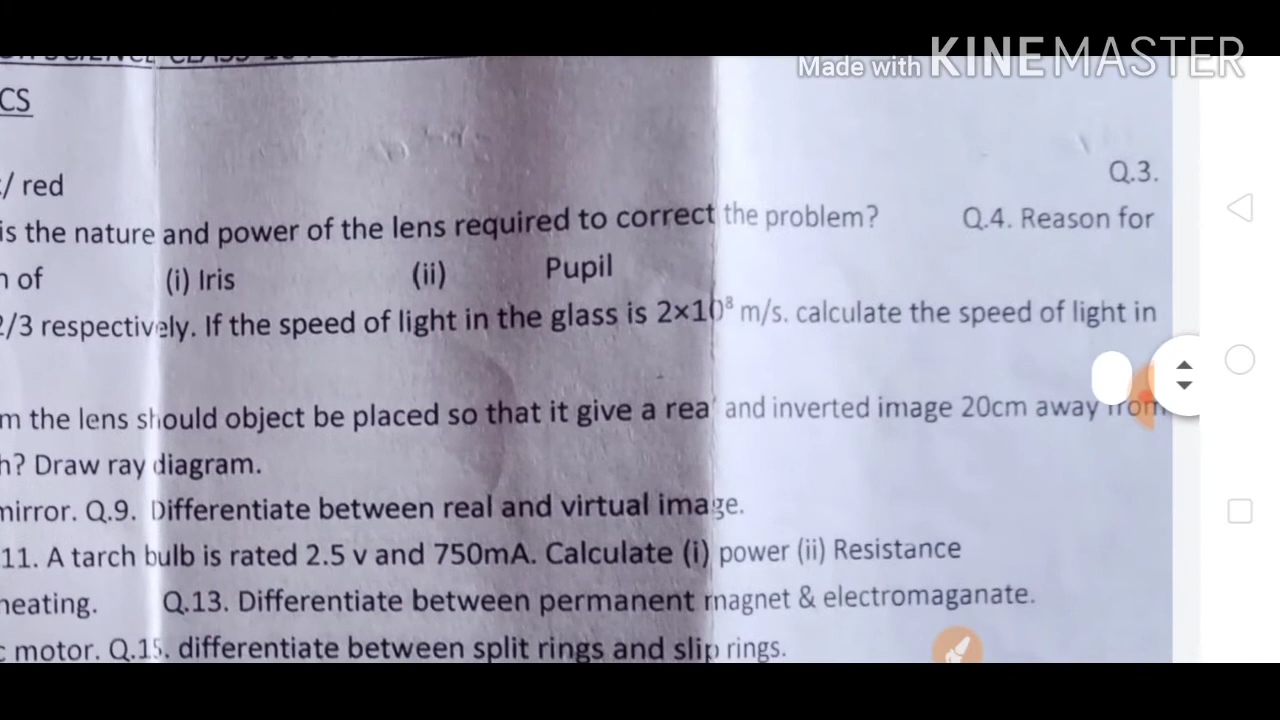 Made with KINEMASTER
CS
/ red
Q.3.
is the nature and power of the lens required to correct the problem? Q.4. Reason for
of (i) Iris (ii) Pupil
2/3 respectively. If the speed of light in the glass is 2×10⁸ m/s. calculate the speed of light in
m the lens should object be placed so that it give a rea and inverted image 20cm away from
h? Draw ray diagram.
mirror. Q.9. Differentiate between real and virtual image.
11. A tarch bulb is rated 2.5 v and 750mA. Calculate (i) power (ii) Resistance
heating. Q.13. Differentiate between permanent magnet & electromaganate.
c motor. Q.15. differentiate between split rings and slip rings.